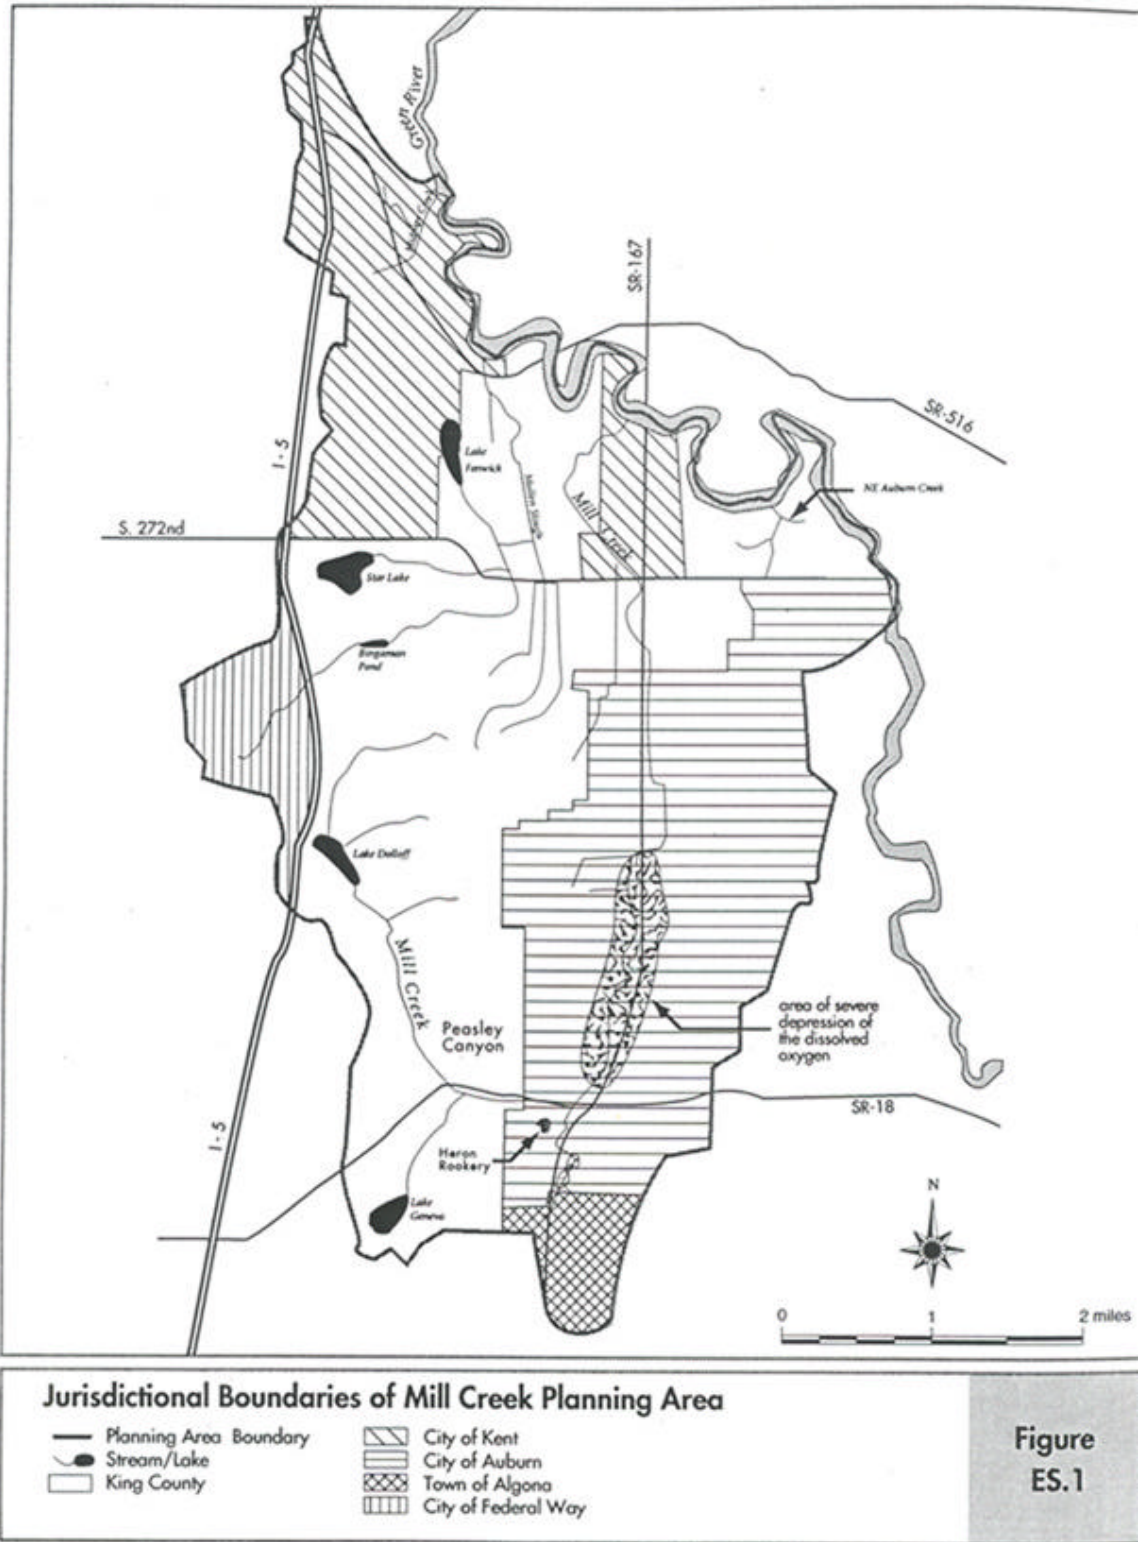 Green River
Mullen Creek
SR-167
SR-516
I-5
Lake
Fenwick
Mullen Slough
NE Auburn Creek
Mill Creek
S. 272nd
Star Lake
Bingaman
Pond
Lake Dolloff
Mill Creek
Peasley
Canyon
area of severe
depression of
the dissolved
oxygen
SR-18
I-5
Heron
Rookery
Lake
Geneva
N
0 1 2 miles
Jurisdictional Boundaries of Mill Creek Planning Area
Planning Area Boundary
Stream/Lake
King County
City of Kent
City of Auburn
Town of Algona
City of Federal Way
Figure
ES.1